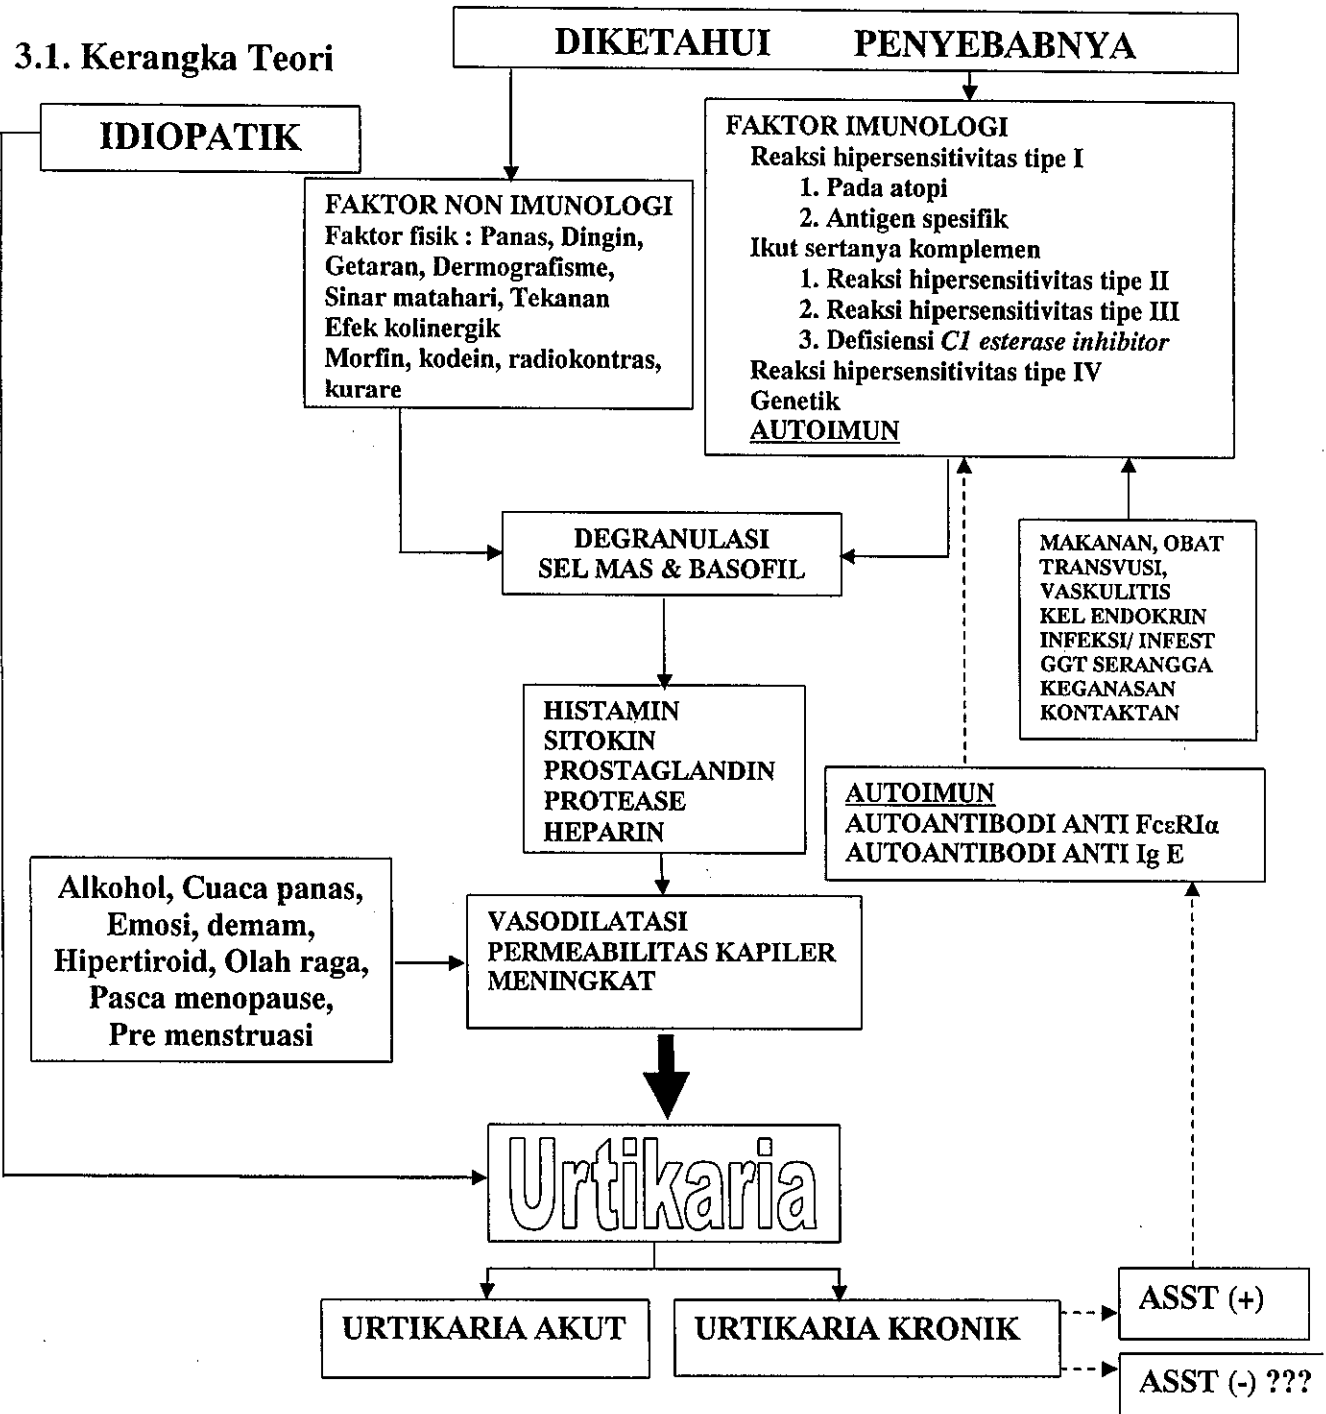 3.1. Kerangka Teori
DIKETAHUI PENYEBABNYA
IDIOPATIK
FAKTOR NON IMUNOLOGI
Faktor fisik : Panas, Dingin,
Getaran, Dermografisme,
Sinar matahari, Tekanan
Efek kolinergik
Morfin, kodein, radiokontras,
kurare
FAKTOR IMUNOLOGI
Reaksi hipersensitivitas tipe I
1. Pada atopi
2. Antigen spesifik
Ikut sertanya komplemen
1. Reaksi hipersensitivitas tipe II
2. Reaksi hipersensitivitas tipe III
3. Defisiensi C1 esterase inhibitor
Reaksi hipersensitivitas tipe IV
Genetik
AUTOIMUN
DEGRANULASI
SEL MAS & BASOFIL
MAKANAN, OBAT
TRANSVUSI,
VASKULITIS
KEL ENDOKRIN
INFEKSI/ INFEST
GGT SERANGGA
KEGANASAN
KONTAKTAN
HISTAMIN
SITOKIN
PROSTAGLANDIN
PROTEASE
HEPARIN
AUTOIMUN
AUTOANTIBODI ANTI FcεRIα
AUTOANTIBODI ANTI Ig E
Alkohol, Cuaca panas,
Emosi, demam,
Hipertiroid, Olah raga,
Pasca menopause,
Pre menstruasi
VASODILATASI
PERMEABILITAS KAPILER
MENINGKAT
Urtikaria
URTIKARIA AKUT
URTIKARIA KRONIK
ASST (+)
ASST (-) ???